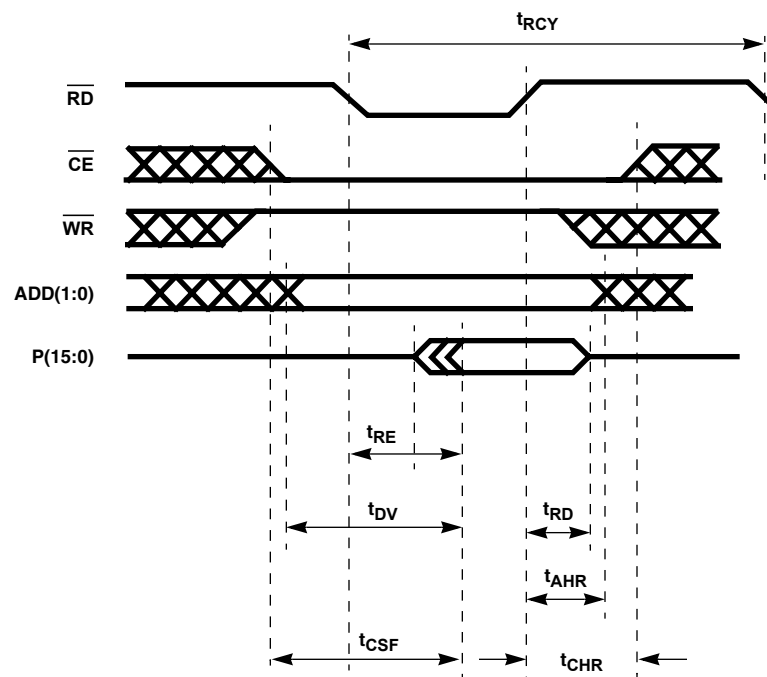 tRCY
RD
CE
WR
ADD(1:0)
P(15:0)
tRE
tDV
tRD
tAHR
tCSF
tCHR